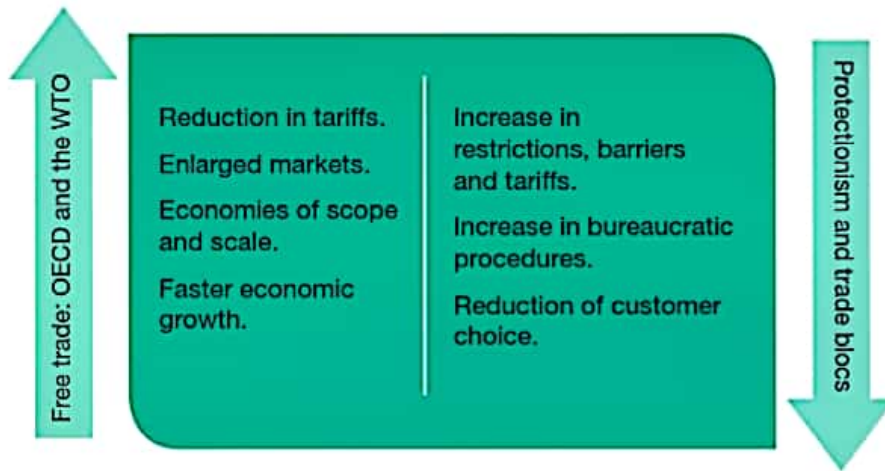 Free trade: OECD and the WTO
Reduction in tariffs.
Enlarged markets.
Economies of scope
and scale.
Faster economic
growth.
Increase in
restrictions, barriers
and tariffs.
Increase in bureaucratic
procedures.
Reduction of customer
choice.
Protectionism and trade blocs